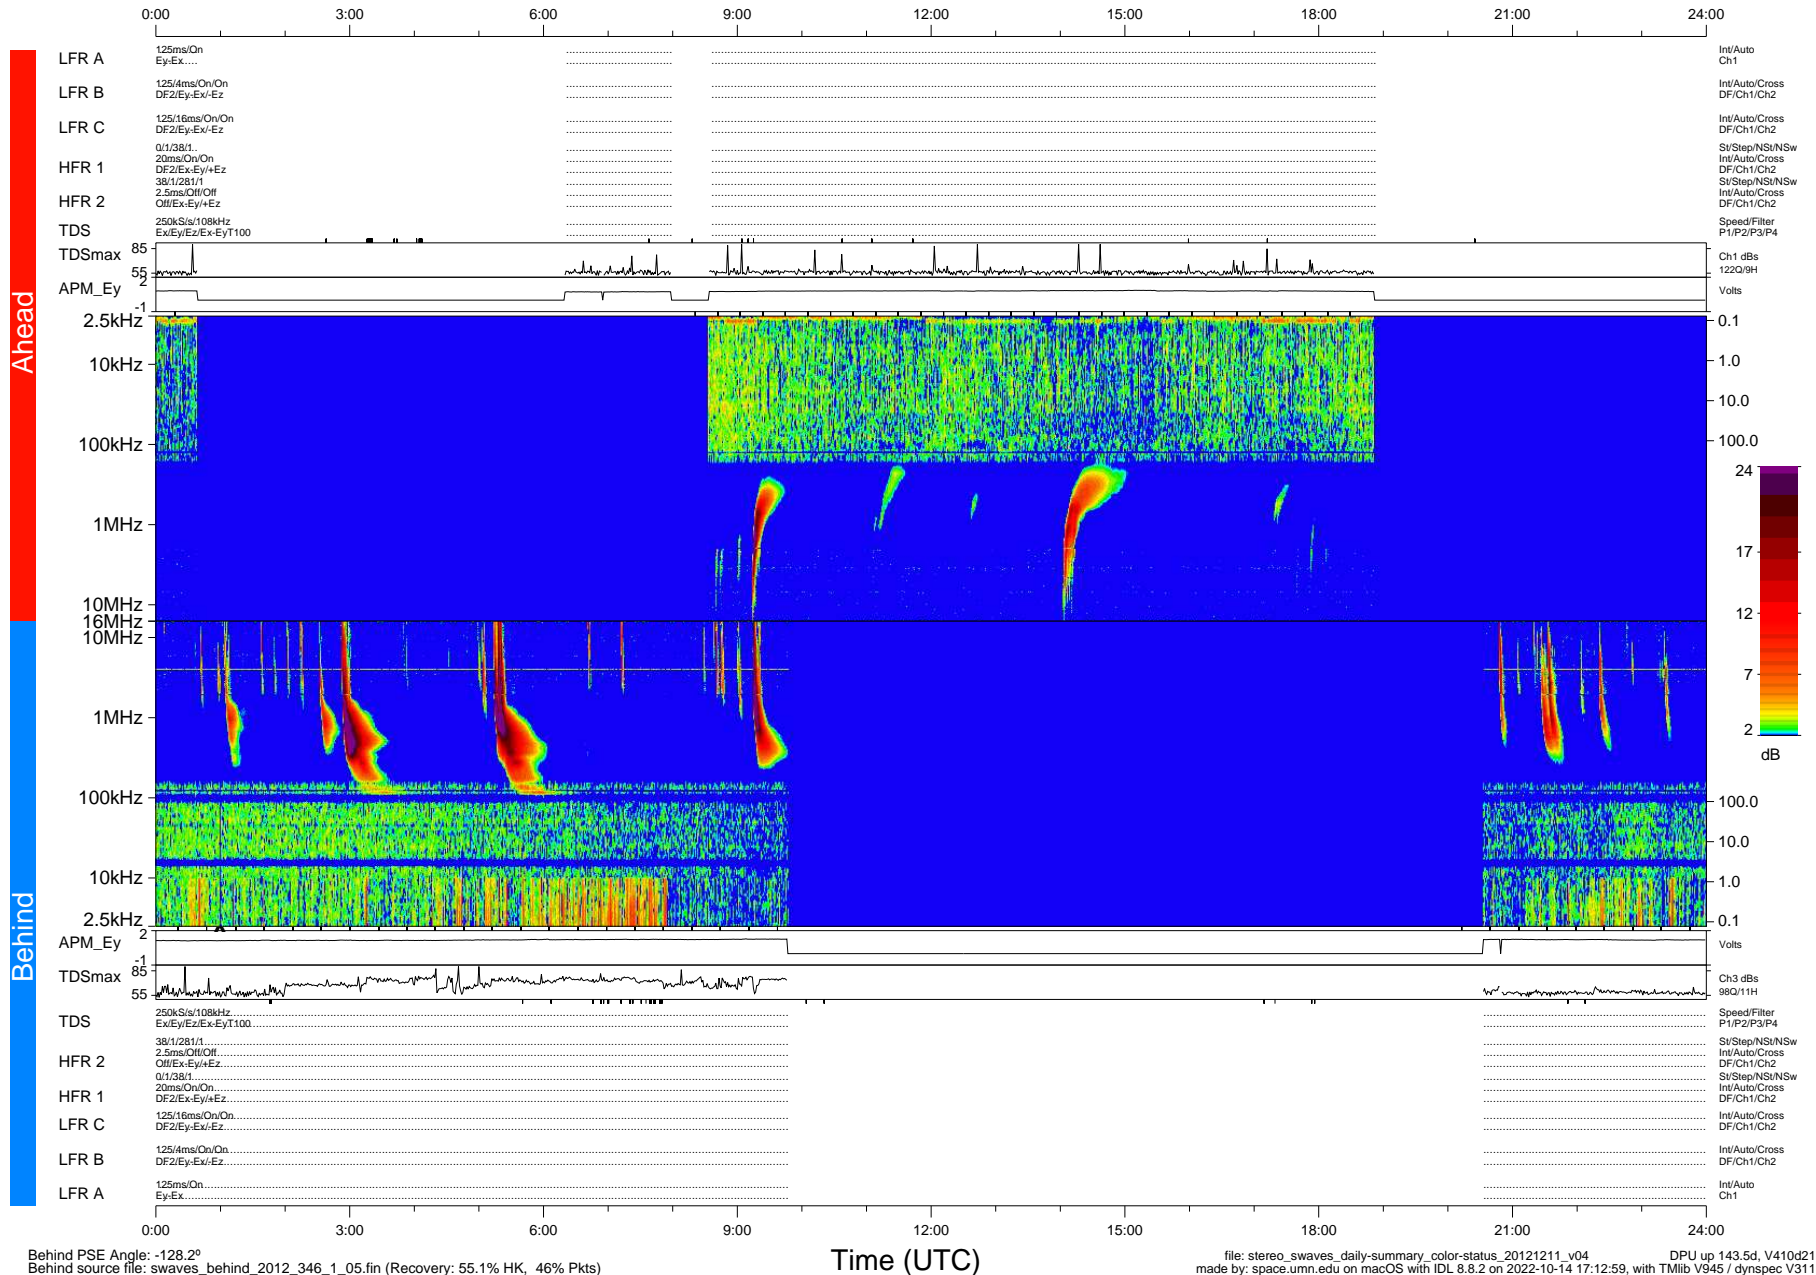 0:00 3:00 6:00 9:00 12:00 15:00 18:00 21:00 24:00
Ahead
LFR A 125ms/On Int/Auto
Ey-Ex Ch1
LFR B 125/4ms/On/On Int/Auto/Cross
DF2/Ey-Ex/-Ez DF/Ch1/Ch2
LFR C 125/16ms/On/On Int/Auto/Cross
DF2/Ey-Ex/-Ez DF/Ch1/Ch2
0/1/38/1 St/Step/NSt/NSw
HFR 1 20ms/On/On Int/Auto/Cross
DF2/Ex-Ey/+Ez DF/Ch1/Ch2
38/1/281/1 St/Step/NSt/NSw
HFR 2 2.5ms/Off/Off Int/Auto/Cross
Off/Ex-Ey/+Ez DF/Ch1/Ch2
TDS 250kS/s/108kHz Speed/Filter
Ex/Ey/Ez/Ex-EyT100 P1/P2/P3/P4
TDSmax 85 Ch1 dBs
55 122Q/9H
APM_Ey 2 Volts
-1
2.5kHz 0.1
10kHz 1.0
10.0
100kHz 100.0
1MHz
10MHz
16MHz
24
17
12
7
2
dB
Behind
10MHz
1MHz
100kHz 100.0
10.0
10kHz 1.0
2.5kHz 0.1
APM_Ey 2 Volts
-1
TDSmax 85 Ch3 dBs
55 98Q/11H
TDS 250kS/s/108kHz Speed/Filter
Ex/Ey/Ez/Ex-EyT100 P1/P2/P3/P4
38/1/281/1 St/Step/NSt/NSw
HFR 2 2.5ms/Off/Off Int/Auto/Cross
Off/Ex-Ey/+Ez DF/Ch1/Ch2
0/1/38/1 St/Step/NSt/NSw
HFR 1 20ms/On/On Int/Auto/Cross
DF2/Ex-Ey/+Ez DF/Ch1/Ch2
LFR C 125/16ms/On/On Int/Auto/Cross
DF2/Ey-Ex/-Ez DF/Ch1/Ch2
LFR B 125/4ms/On/On Int/Auto/Cross
DF2/Ey-Ex/-Ez DF/Ch1/Ch2
LFR A 125ms/On Int/Auto
Ey-Ex Ch1
0:00 3:00 6:00 9:00 12:00 15:00 18:00 21:00 24:00
Time (UTC)
Behind PSE Angle: -128.2º
Behind source file: swaves_behind_2012_346_1_05.fin (Recovery: 55.1% HK, 46% Pkts)
file: stereo_swaves_daily-summary_color-status_20121211_v04 DPU up 143.5d, V410d21
made by: space.umn.edu on macOS with IDL 8.8.2 on 2022-10-14 17:12:59, with TMlib V945 / dynspec V311